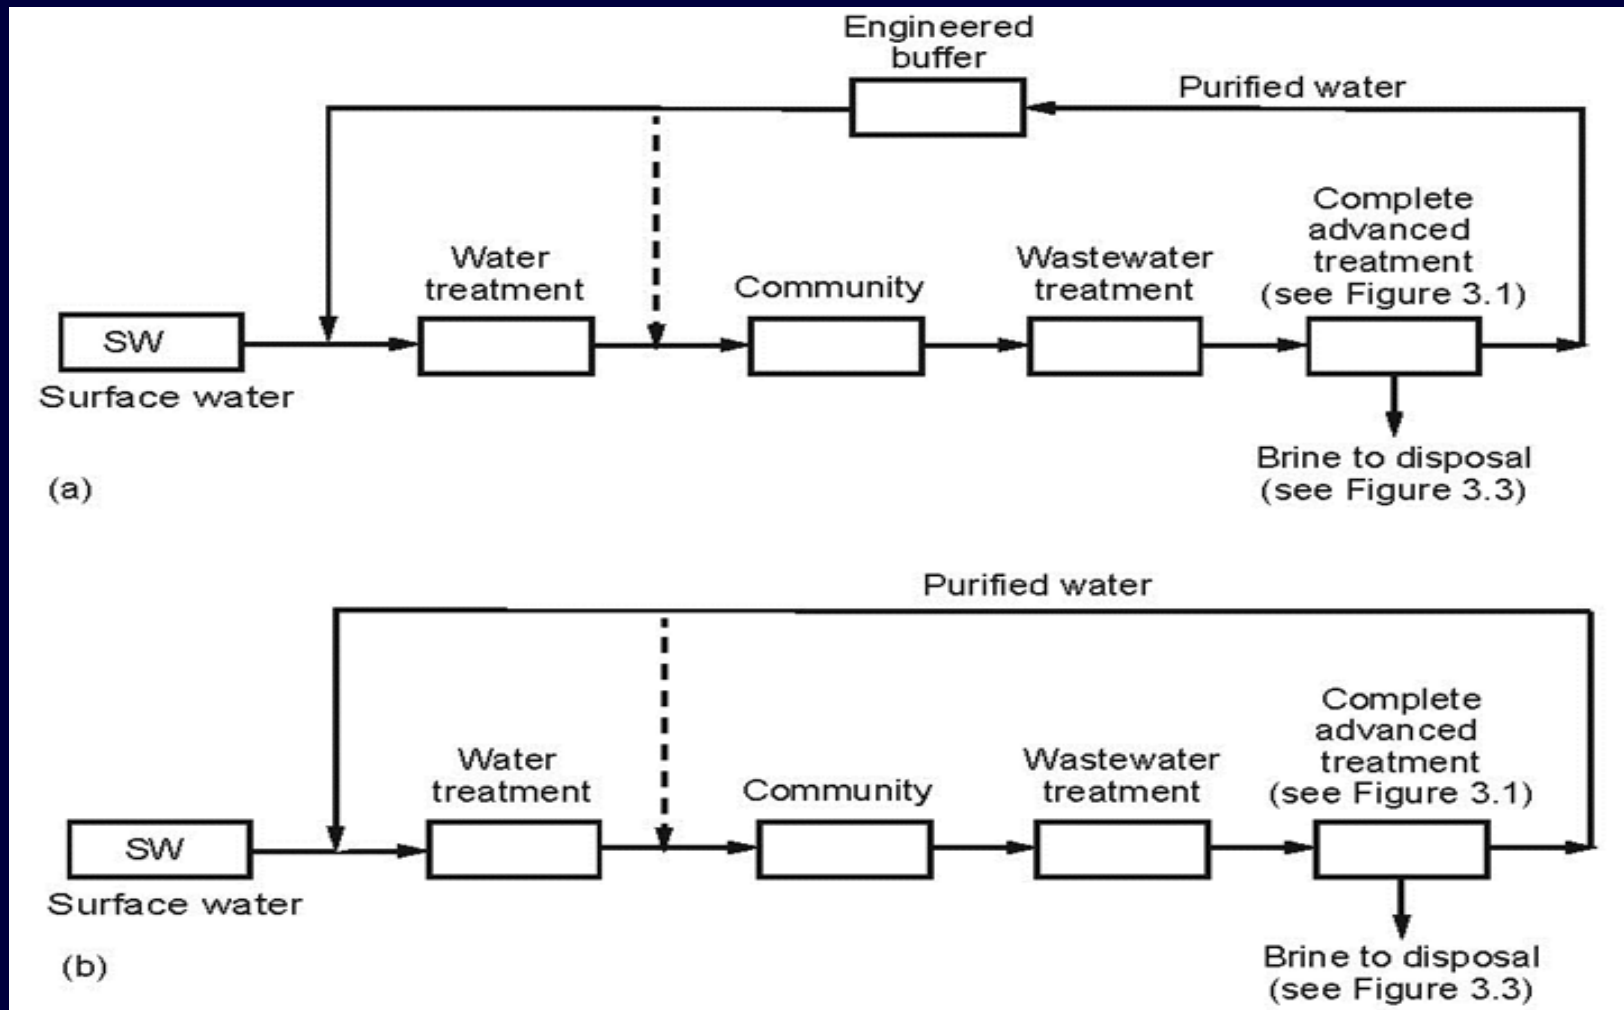 Engineered
buffer
Purified water
Complete
advanced
treatment
(see Figure 3.1)
Water
treatment
Community
Wastewater
treatment
SW
Surface water
Brine to disposal
(see Figure 3.3)
(a)
Purified water
Complete
advanced
treatment
(see Figure 3.1)
Water
treatment
Community
Wastewater
treatment
SW
Surface water
Brine to disposal
(see Figure 3.3)
(b)